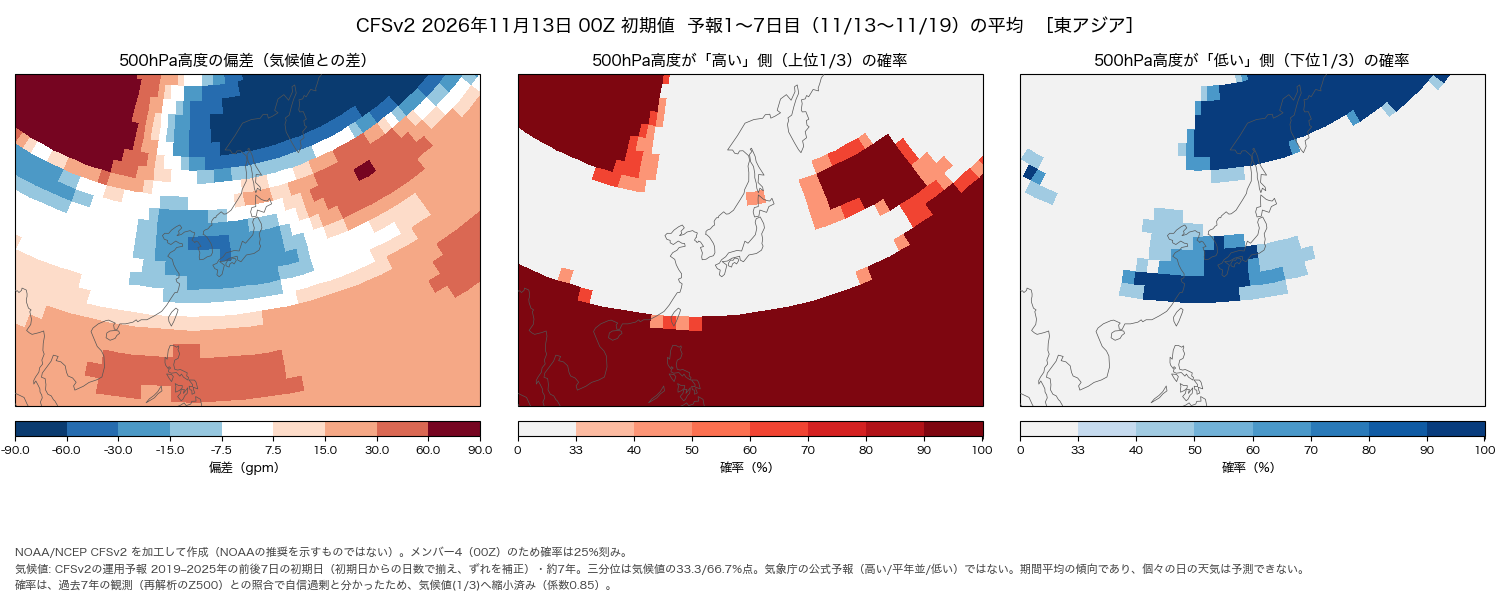 CFSv2 2026年11月13日 00Z 初期値 予報1～7日目（11/13～11/19）の平均 ［東アジア］
500hPa高度の偏差（気候値との差）
500hPa高度が「高い」側（上位1/3）の確率
500hPa高度が「低い」側（下位1/3）の確率
-90.0 -60.0 -30.0 -15.0 -7.5 7.5 15.0 30.0 60.0 90.0
偏差（gpm）
0 33 40 50 60 70 80 90 100
確率（%）
0 33 40 50 60 70 80 90 100
確率（%）
NOAA/NCEP CFSv2 を加工して作成（NOAAの推奨を示すものではない）。メンバー4（00Z）のため確率は25%刻み。
気候値: CFSv2の運用予報 2019–2025年の前後7日の初期日（初期日からの日数で揃え、ずれを補正）・約7年。三分位は気候値の33.3/66.7%点。気象庁の公式予報（高い/平年並/低い）ではない。期間平均の傾向であり、個々の日の天気は予測できない。
確率は、過去7年の観測（再解析のZ500）との照合で自信過剰と分かったため、気候値(1/3)へ縮小済み（係数0.85）。